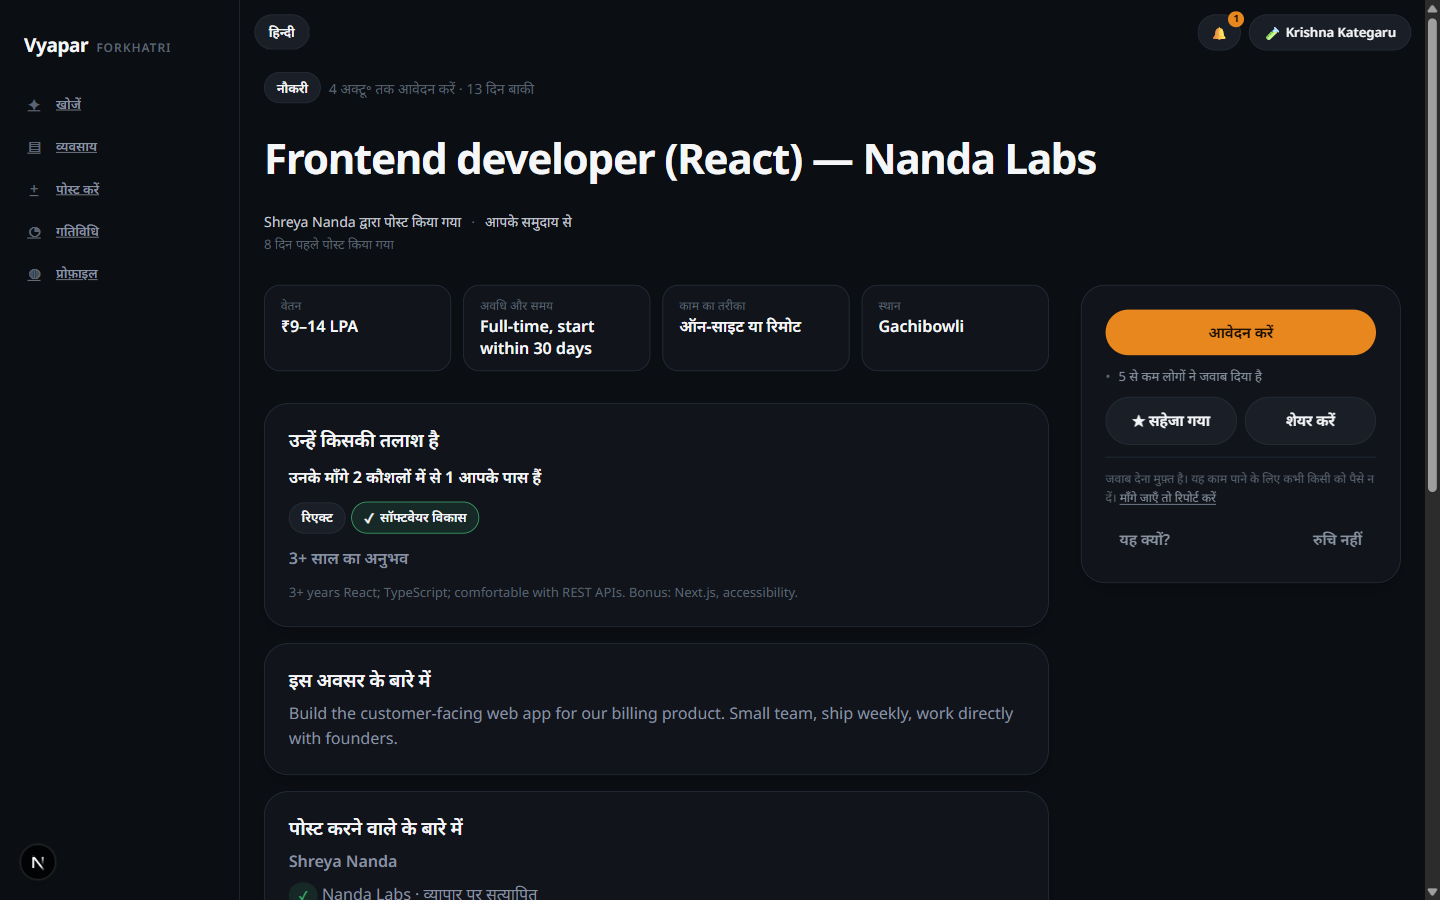 Vyapar FORKHATRI
खोजें
व्यवसाय
पोस्ट करें
गतिविधि
प्रोफ़ाइल
हिन्दी
1
Krishna Kategaru
नौकरी
4 अक्टू॰ तक आवेदन करें · 13 दिन बाकी
Frontend developer (React) — Nanda Labs
Shreya Nanda द्वारा पोस्ट किया गया · आपके समुदाय से
8 दिन पहले पोस्ट किया गया
वेतन
₹9–14 LPA
अवधि और समय
Full-time, start
within 30 days
काम का तरीका
ऑन-साइट या रिमोट
स्थान
Gachibowli
उन्हें किसकी तलाश है
उनके माँगे 2 कौशलों में से 1 आपके पास हैं
रिएक्ट
✓ सॉफ्टवेयर विकास
3+ साल का अनुभव
3+ years React; TypeScript; comfortable with REST APIs. Bonus: Next.js, accessibility.
इस अवसर के बारे में
Build the customer-facing web app for our billing product. Small team, ship weekly, work directly
with founders.
पोस्ट करने वाले के बारे में
Shreya Nanda
✓ Nanda Labs · व्यापार पर सत्यापित
आवेदन करें
• 5 से कम लोगों ने जवाब दिया है
★ सहेजा गया
शेयर करें
जवाब देना मुफ़्त है। यह काम पाने के लिए कभी किसी को पैसे न
दें। माँगे जाएँ तो रिपोर्ट करें
यह क्यों?
रुचि नहीं
N